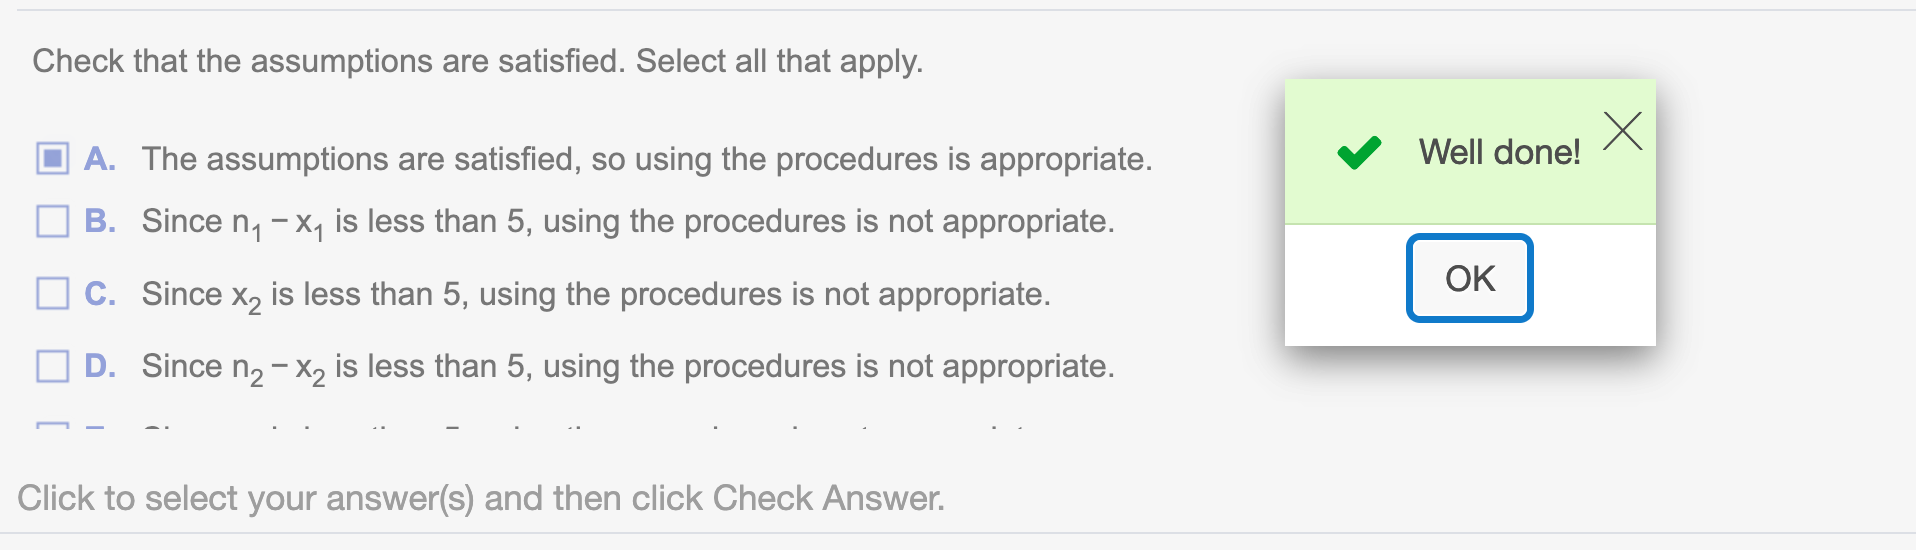 Check that the assumptions are satisfied. Select all that apply.
A. The assumptions are satisfied, so using the procedures is appropriate.
B. Since n₁ − x₁ is less than 5, using the procedures is not appropriate.
C. Since x₂ is less than 5, using the procedures is not appropriate.
D. Since n₂ − x₂ is less than 5, using the procedures is not appropriate.
Click to select your answer(s) and then click Check Answer.
Well done!
OK